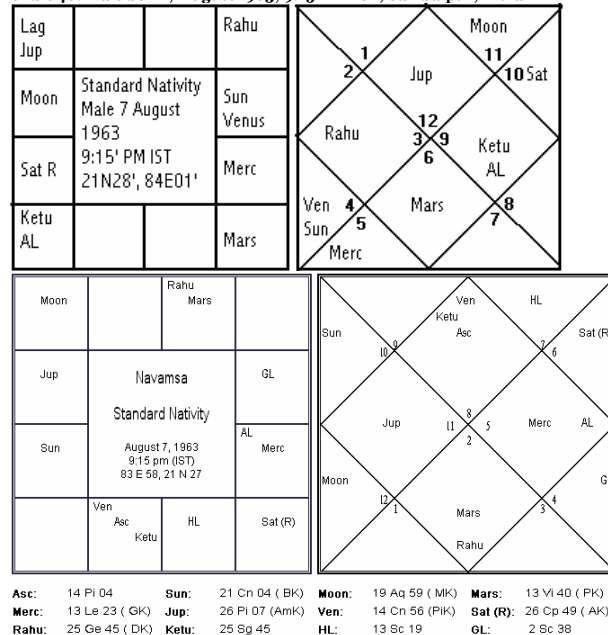 Lag
Jup
Rahu
Moon
Standard Nativity
Male 7 August
1963
9:15' PM IST
21N28', 84E01'
Sun
Venus
Sat R
Merc
Ketu
AL
Mars
Moon
1
11
2
Jup
10 Sat
12
Rahu
3 9
Ketu
6
AL
Ven 4
Mars
8
Sun 5
7
Merc
Moon
Rahu
Mars
Jup
Navamsa
GL
Standard Nativity
Sun
August 7, 1963
9:15 pm (IST)
83 E 58, 21 N 27
AL
Merc
Ven
Asc
Ketu
HL
Sat (R)
Ven
HL
Ketu
Sun
Asc
Sat (R
9
7
10
6
8
Jup
11 5
Merc
AL
2
Moon
G
12
4
1
3
Mars
Rahu
Asc: 14 Pi 04 Sun: 21 Cn 04 ( BK) Moon: 19 Aq 59 ( MK) Mars: 13 Vi 40 ( PK)
Merc: 13 Le 23 ( GK) Jup: 26 Pi 07 (AmK) Ven: 14 Cn 56 (PiK) Sat (R): 26 Cp 49 ( AK)
Rahu: 25 Ge 45 ( DK) Ketu: 25 Sg 45 HL: 13 Sc 19 GL: 2 Sc 38